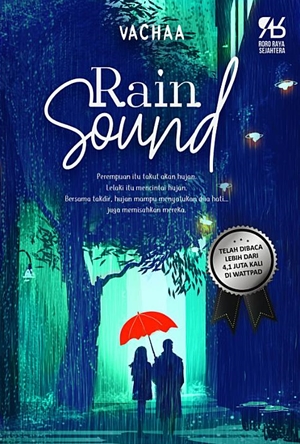 VACHAA
RORO RAYA
SEJAHTERA
Rain
Sound
Perempuan itu takut akan hujan.
Lelaki itu mencintai hujan.
Bersama takdir, hujan mampu menyatukan dua hati...
juga memisahkan mereka.
TELAH DIBACA
LEBIH DARI
4,1 JUTA KALI
DI WATTPAD